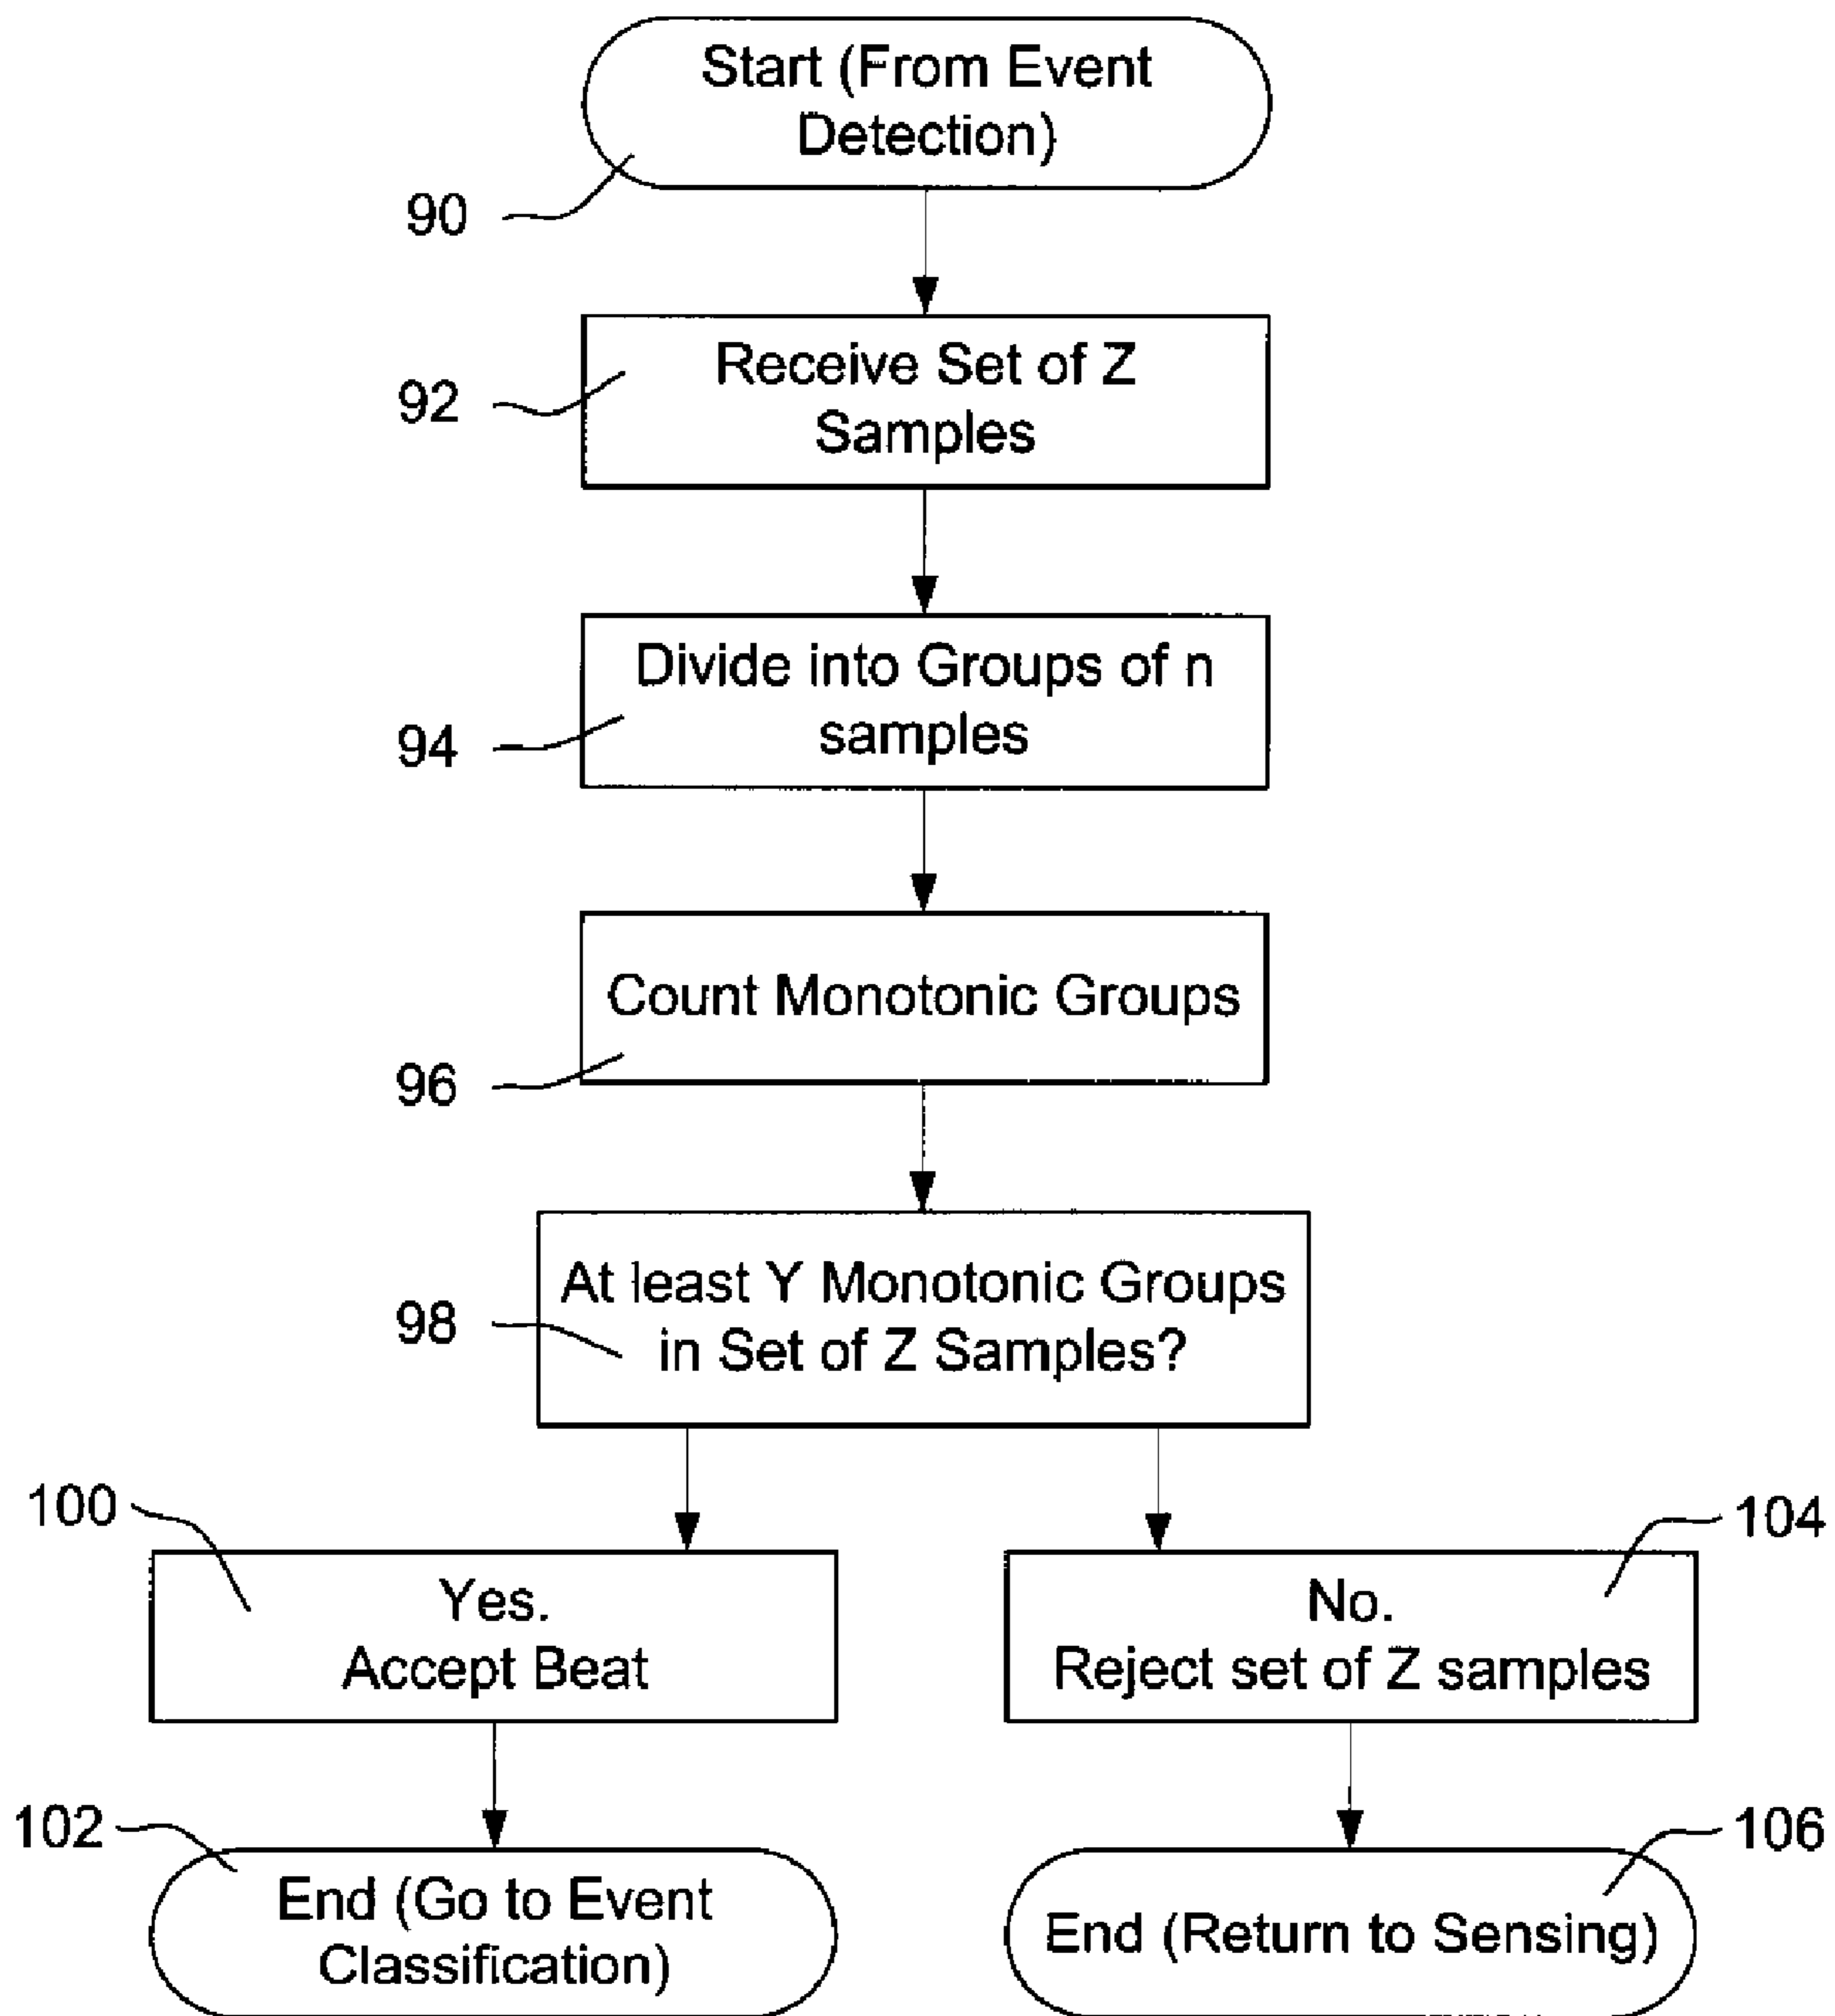 Start (From Event
Detection)
90
Receive Set of Z
Samples
92
Divide into Groups of n
samples
94
Count Monotonic Groups
96
At least Y Monotonic Groups
in Set of Z Samples?
98
100
Yes.
Accept Beat
104
No.
Reject set of Z samples
102
End (Go to Event
Classification)
106
End (Return to Sensing)